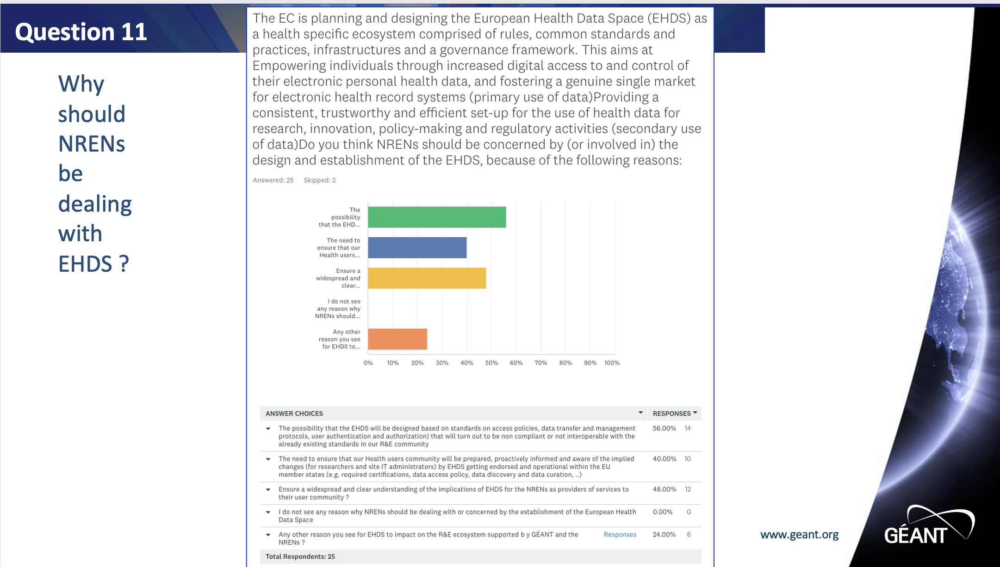 Question 11
Why
should
NRENs
be
dealing
with
EHDS ?
The EC is planning and designing the European Health Data Space (EHDS) as
a health specific ecosystem comprised of rules, common standards and
practices, infrastructures and a governance framework. This aims at
Empowering individuals through increased digital access to and control of
their electronic personal health data, and fostering a genuine single market
for electronic health record systems (primary use of data)Providing a
consistent, trustworthy and efficient set-up for the use of health data for
research, innovation, policy-making and regulatory activities (secondary use
of data)Do you think NRENs should be concerned by (or involved in) the
design and establishment of the EHDS, because of the following reasons:
Answered: 25 Skipped: 2
The
possibility
that the EHD...
The need to
ensure that our
Health users...
Ensure a
widespread and
clear...
I do not see
any reason why
NRENs should...
Any other
reason you see
for EHDS to...
0% 10% 20% 30% 40% 50% 60% 70% 80% 90% 100%
ANSWER CHOICES RESPONSES
The possibility that the EHDS will be designed based on standards on access policies, data transfer and management 56.00% 14
protocols, user authentication and authorization) that will turn out to be non compliant or not interoperable with the
already existing standards in our R&E community
The need to ensure that our Health users community will be prepared, proactively informed and aware of the implied 40.00% 10
changes (for researchers and site IT administrators) by EHDS getting endorsed and operational within the EU
member states (e.g. required certifications, data access policy, data discovery and data curation, ..)
Ensure a widespread and clear understanding of the implications of EHDS for the NRENs as providers of services to 48.00% 12
their user community ?
I do not see any reason why NRENs should be dealing with or concerned by the establishment of the European Health 0.00% 0
Data Space
Any other reason you see for EHDS to impact on the R&E ecosystem supported b y GÉANT and the Responses 24.00% 6
NRENs ?
Total Respondents: 25
www.geant.org
GÉANT